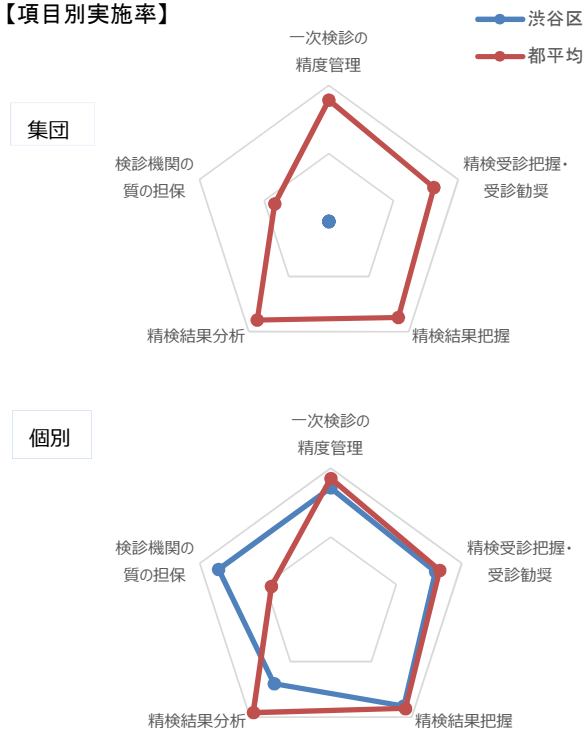 【項目別実施率】
渋谷区
都平均
集団
一次検診の
精度管理
精検受診把握・
受診勧奨
精検結果把握
精検結果分析
検診機関の
質の担保
個別
一次検診の
精度管理
精検受診把握・
受診勧奨
精検結果把握
精検結果分析
検診機関の
質の担保